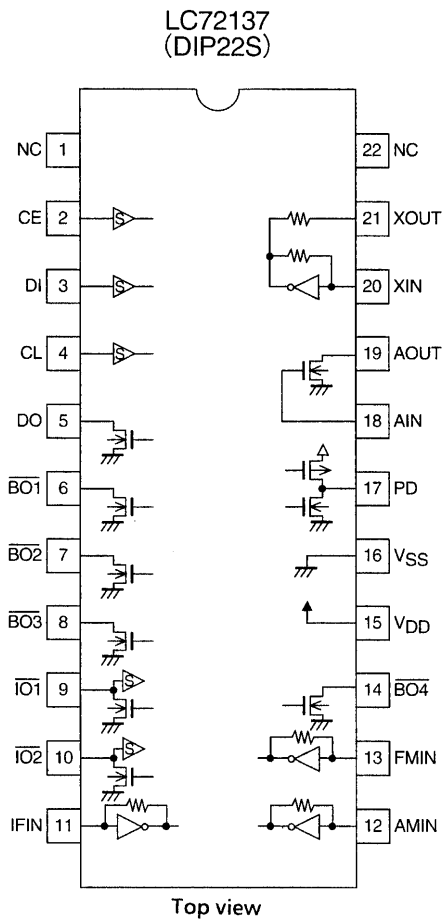 LC72137
(DIP22S)
NC 1 22 NC
CE 2 S 21 XOUT
DI 3 S 20 XIN
CL 4 S 19 AOUT
DO 5 18 AIN
BO1 6 17 PD
BO2 7 16 VSS
BO3 8 15 VDD
IO1 9 S 14 BO4
IO2 10 S 13 FMIN
IFIN 11 12 AMIN
Top view